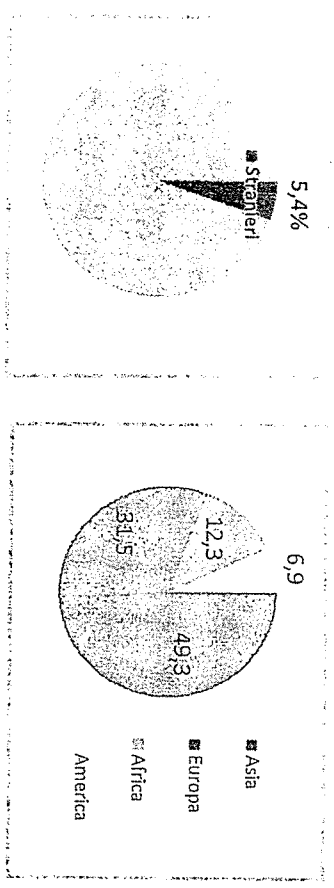 5,4%
Stranieri
6,9
12,3
31,5
49,3
Asia
Europa
Africa
America